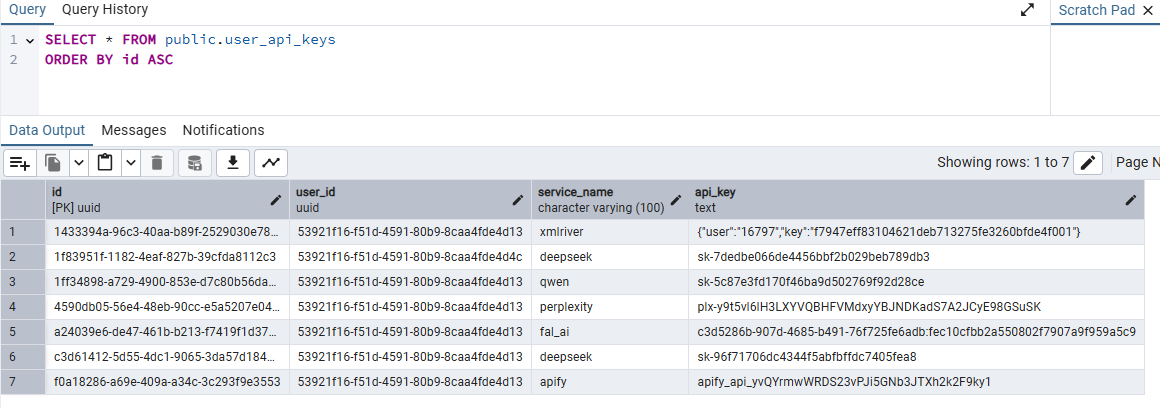 Query Query History
Scratch Pad
1 SELECT * FROM public.user_api_keys
2 ORDER BY id ASC
Data Output Messages Notifications
Showing rows: 1 to 7 Page N
id user_id service_name api_key
[PK] uuid uuid character varying (100) text
1 1433394a-96c3-40aa-b89f-2529030e78... 53921f16-f51d-4591-80b9-8caa4fde4d13 xmlriver {"user":"16797","key":"f7947eff83104621deb713275fe3260bfde4f001"}
2 1f83951f-1182-4eaf-827b-39cfda8112c3 53921f16-f51d-4591-80b9-8caa4fde4d4c deepseek sk-7dedbe066de4456bbf2b029beb789db3
3 1ff34898-a729-4900-853e-d7c80b56da... 53921f16-f51d-4591-80b9-8caa4fde4d13 qwen sk-5c87e3fd170f46ba9d502769f92d28ce
4 4590db05-56e4-48eb-90cc-e5a5207e04... 53921f16-f51d-4591-80b9-8caa4fde4d13 perplexity plx-y9t5vl6lH3LXYVQBHFVMdxyYBJNDKadS7A2JCyE98GSuSK
5 a24039e6-de47-461b-b213-f7419f1d37... 53921f16-f51d-4591-80b9-8caa4fde4d13 fal_ai c3d5286b-907d-4685-b491-76f725fe6adb:fec10cfbb2a550802f7907a9f959a5c9
6 c3d61412-5d55-4dc1-9065-3da57d184... 53921f16-f51d-4591-80b9-8caa4fde4d13 deepseek sk-96f71706dc4344f5abfbffdc7405fea8
7 f0a18286-a69e-409a-a34c-3c293f9e3553 53921f16-f51d-4591-80b9-8caa4fde4d13 apify apify_api_yvQYrmwWRDS23vPJi5GNb3JTXh2k2F9ky1